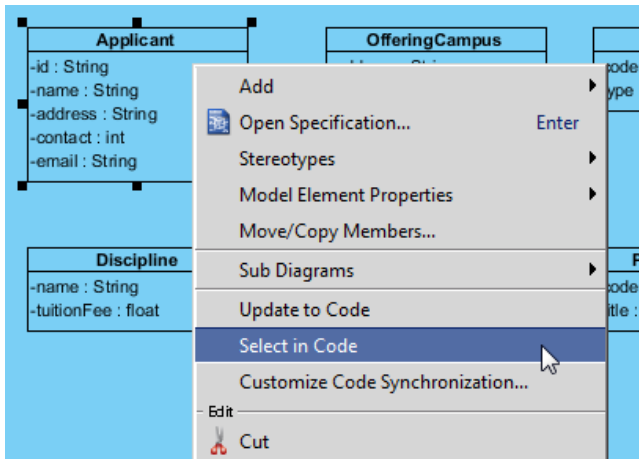 Applicant
-id : String
-name : String
-address : String
-contact : int
-email : String
OfferingCampus
code
Add
Open Specification... Enter
Stereotypes
Model Element Properties
Move/Copy Members...
Sub Diagrams
Update to Code
Select in Code
Customize Code Synchronization...
Edit
Cut
Discipline
-name : String
-tuitionFee : float